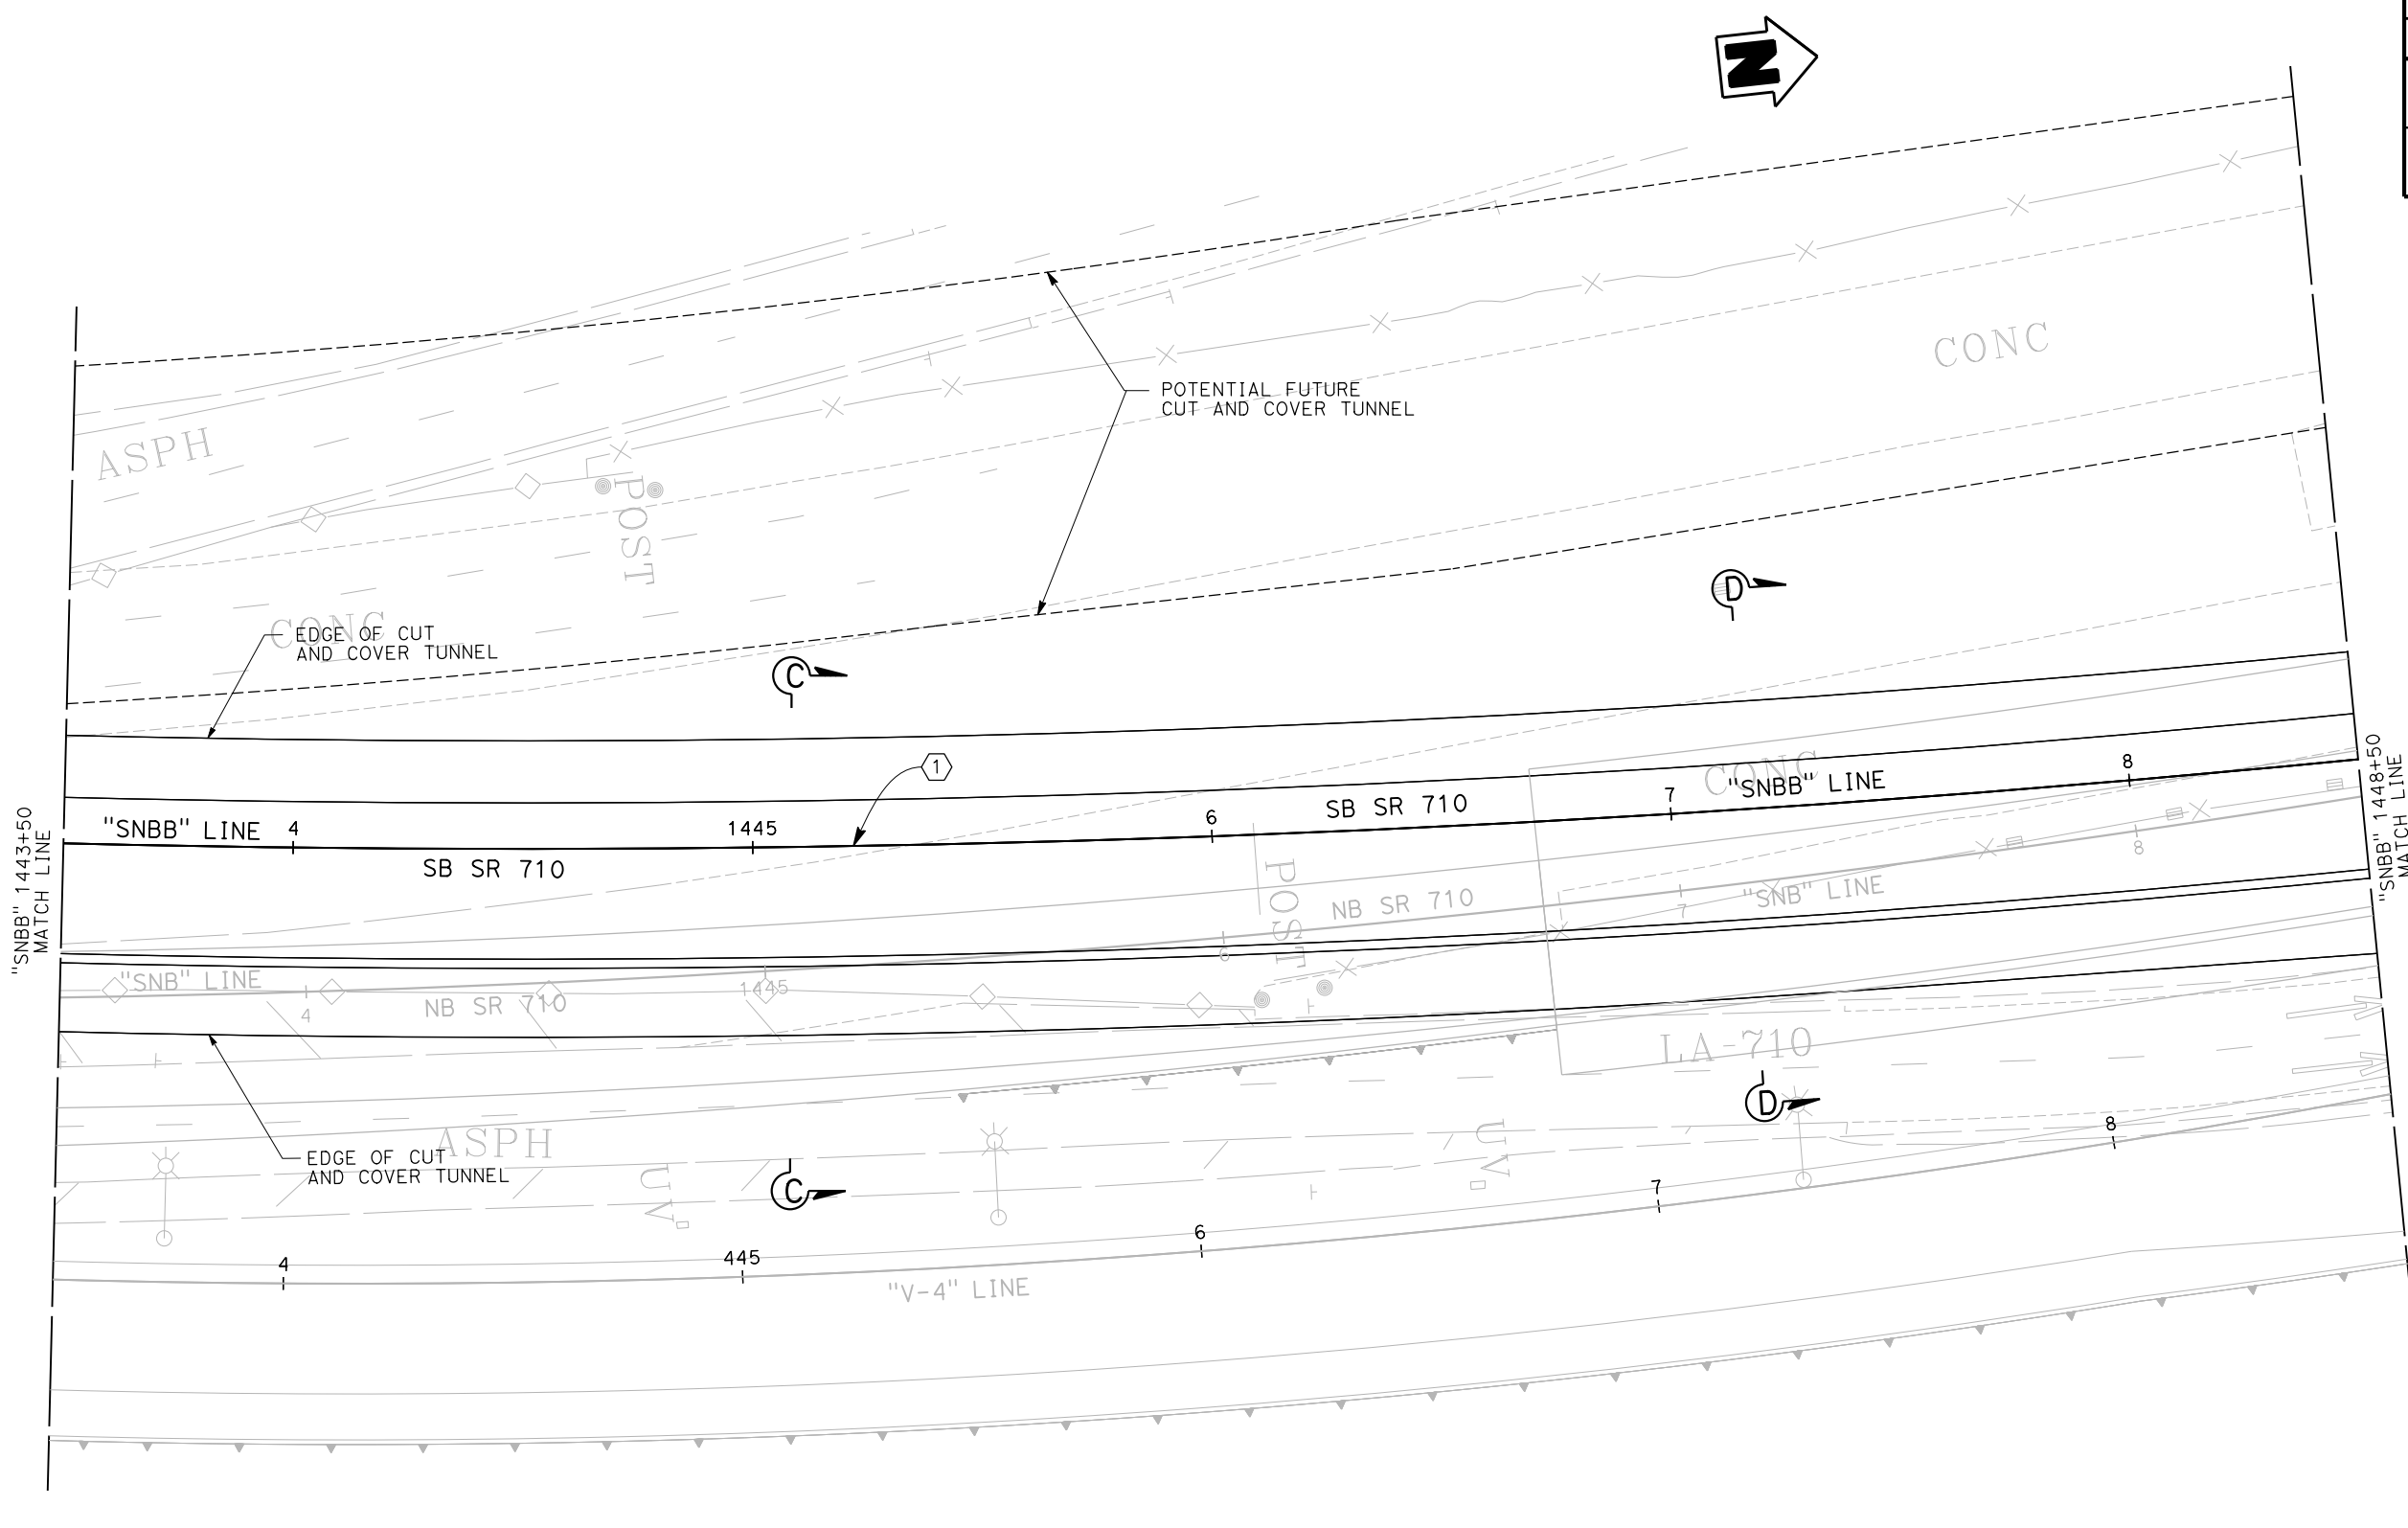 N
CONC
POTENTIAL FUTURE
CUT AND COVER TUNNEL
ASPH
POST
CONC
EDGE OF CUT
AND COVER TUNNEL
D
C
1
"SNBB" LINE
4
1445
6
7
8
SB SR 710
SB SR 710
CONC
"SNBB" LINE
"SNBB" 1443+50
MATCH LINE
"SNBB" 1448+50
MATCH LINE
POST
NB SR 710
"SNB" LINE
"SNB" LINE
NB SR 710
4
1445
6
7
8
LA-710
D
EDGE OF CUT
AND COVER TUNNEL
ASPH
C
4
445
6
7
8
"V-4" LINE